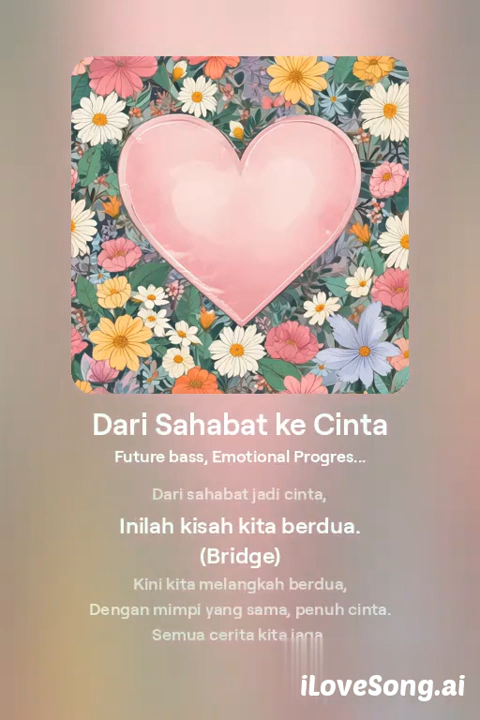 Dari Sahabat ke Cinta
Future bass, Emotional Progres...
Dari sahabat jadi cinta,
Inilah kisah kita berdua.
(Bridge)
Kini kita melangkah berdua,
Dengan mimpi yang sama, penuh cinta.
Semua cerita kita jaga
iLoveSong.ai